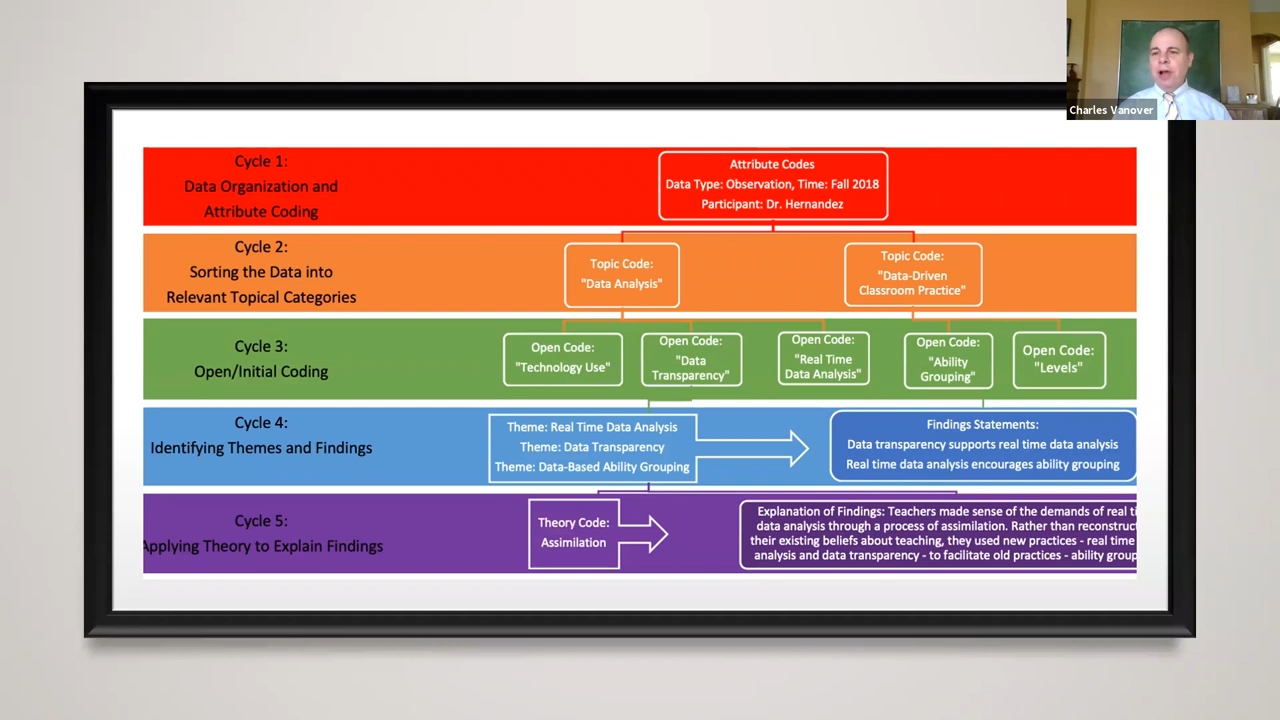 Charles Vanover
Cycle 1:
Data Organization and
Attribute Coding
Attribute Codes
Data Type: Observation, Time: Fall 2018
Participant: Dr. Hernandez
Cycle 2:
Sorting the Data into
Relevant Topical Categories
Topic Code:
"Data Analysis"
Topic Code:
"Data-Driven
Classroom Practice"
Cycle 3:
Open/Initial Coding
Open Code:
"Technology Use"
Open Code:
"Data
Transparency"
Open Code:
"Real Time
Data Analysis"
Open Code:
"Ability
Grouping"
Open Code:
"Levels"
Cycle 4:
Identifying Themes and Findings
Theme: Real Time Data Analysis
Theme: Data Transparency
Theme: Data-Based Ability Grouping
Findings Statements:
Data transparency supports real time data analysis
Real time data analysis encourages ability grouping
Cycle 5:
Applying Theory to Explain Findings
Theory Code:
Assimilation
Explanation of Findings: Teachers made sense of the demands of real
data analysis through a process of assimilation. Rather than
their existing beliefs about teaching, they used new practices - real time
analysis and data transparency - to facilitate old practices - ability